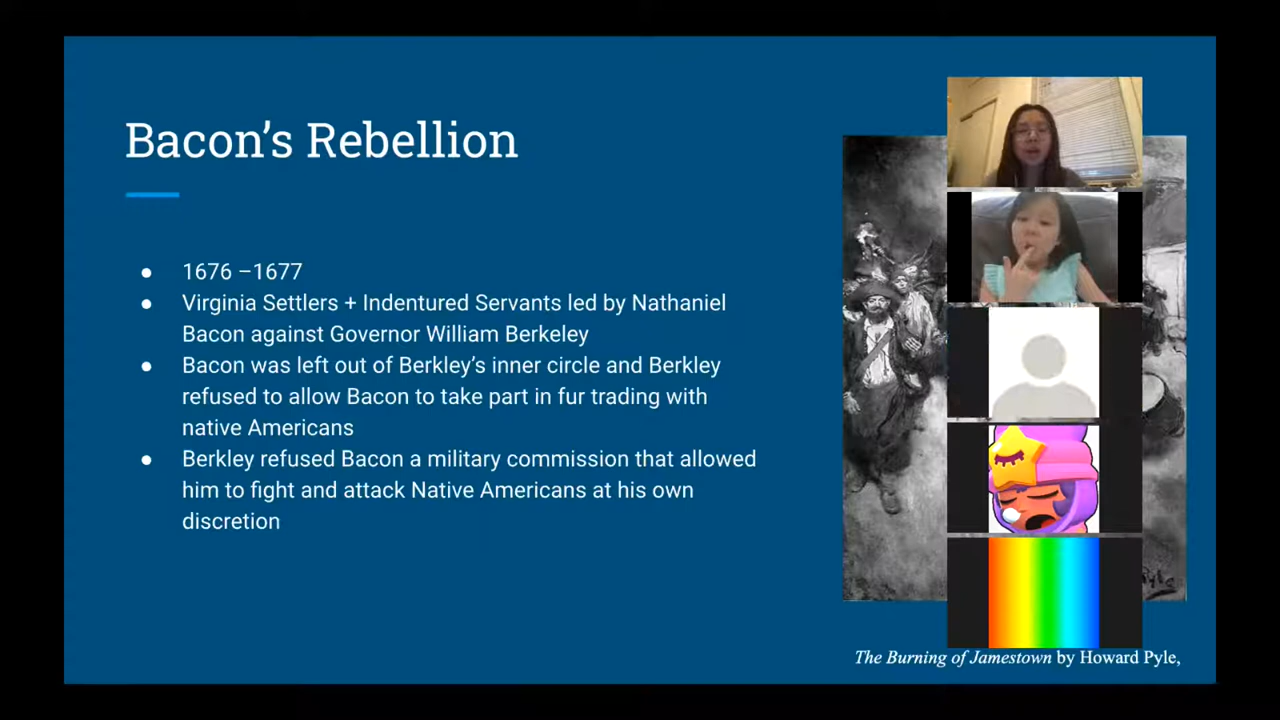 Bacon's Rebellion
● 1676 –1677
● Virginia Settlers + Indentured Servants led by Nathaniel
Bacon against Governor William Berkeley
● Bacon was left out of Berkley's inner circle and Berkley
refused to allow Bacon to take part in fur trading with
native Americans
● Berkley refused Bacon a military commission that allowed
him to fight and attack Native Americans at his own
discretion
The Burning of Jamestown by Howard Pyle,